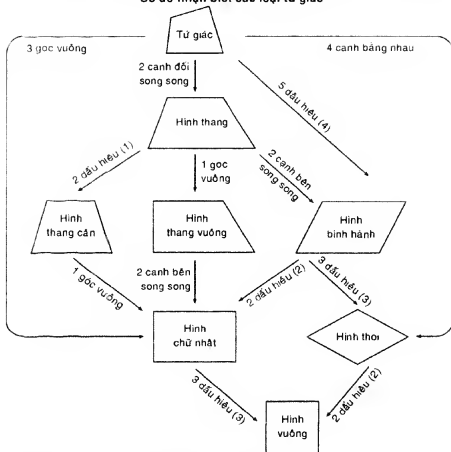 Sơ đồ nhận biết các loại tứ giác
3 góc vuông
Tứ giác
4 cạnh bằng nhau
2 cạnh đối
song song
5 dấu hiệu (4)
Hình thang
2 dấu hiệu (1)
1 góc
vuông
2 cạnh bên
song song
Hình
thang cân
Hình
thang vuông
Hình
bình hành
1 góc vuông
2 cạnh bên
song song
2 dấu hiệu (2)
3 dấu hiệu (3)
Hình
chữ nhật
Hình thoi
3 dấu hiệu (3)
2 dấu hiệu (2)
Hình
vuông